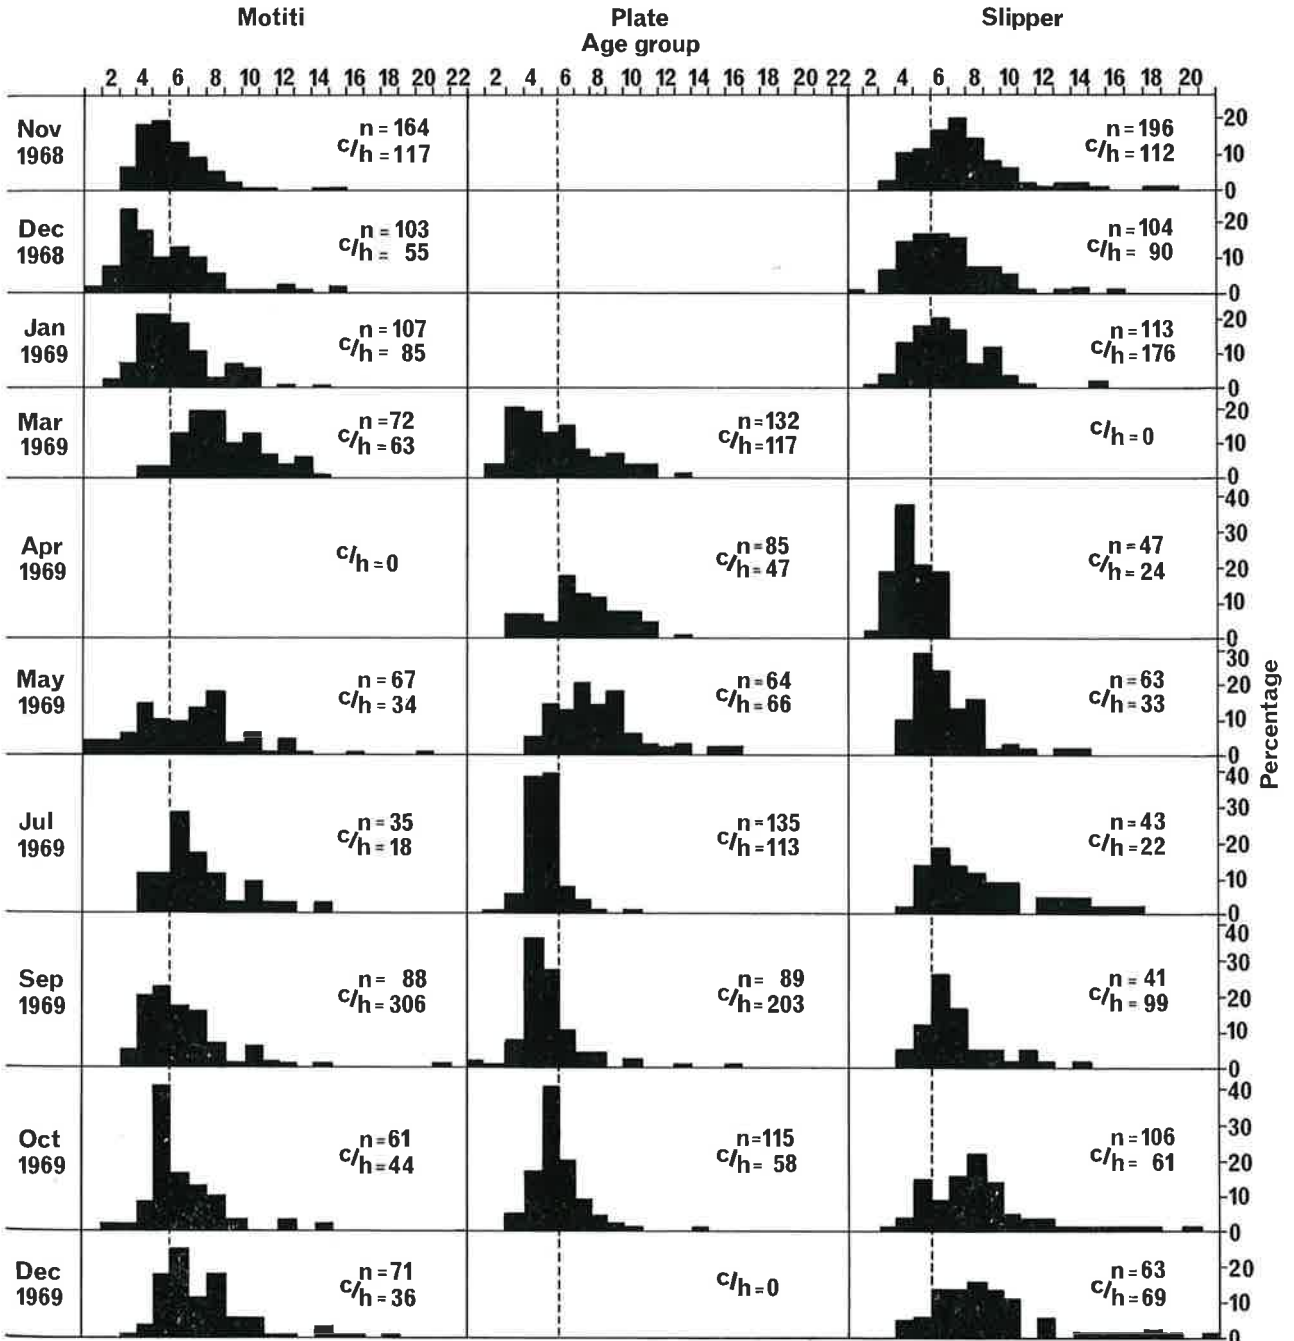 Motiti Plate Slipper
Age group
2 4 6 8 10 12 14 16 18 20 22 2 4 6 8 10 12 14 16 18 20 22 2 4 6 8 10 12 14 16 18 20
Nov
1968
n = 164
c/h = 117
n = 196
c/h = 112
20
10
0
Dec
1968
n = 103
c/h = 55
n = 104
c/h = 90
20
10
0
Jan
1969
n = 107
c/h = 85
n = 113
c/h = 176
20
10
0
Mar
1969
n = 72
c/h = 63
n = 132
c/h = 117
c/h = 0
20
10
0
Apr
1969
c/h = 0
n = 85
c/h = 47
n = 47
c/h = 24
40
30
20
10
0
May
1969
n = 67
c/h = 34
n = 64
c/h = 66
n = 63
c/h = 33
30
20
10
0
Percentage
Jul
1969
n = 35
c/h = 18
n = 135
c/h = 113
n = 43
c/h = 22
40
30
20
10
0
Sep
1969
n = 88
c/h = 306
n = 89
c/h = 203
n = 41
c/h = 99
40
30
20
10
0
Oct
1969
n = 61
c/h = 44
n = 115
c/h = 58
n = 106
c/h = 61
40
30
20
10
0
Dec
1969
n = 71
c/h = 36
c/h = 0
n = 63
c/h = 69
20
10
0